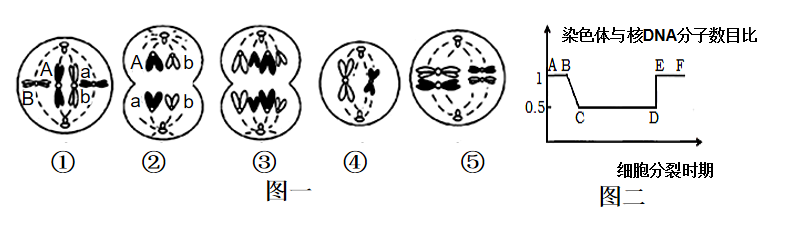 染色体与核DNA分子数目比
A B E F
1
0.5
C D
细胞分裂时期
A a
B b
A b
a b
① ② ③ ④ ⑤
图一
图二